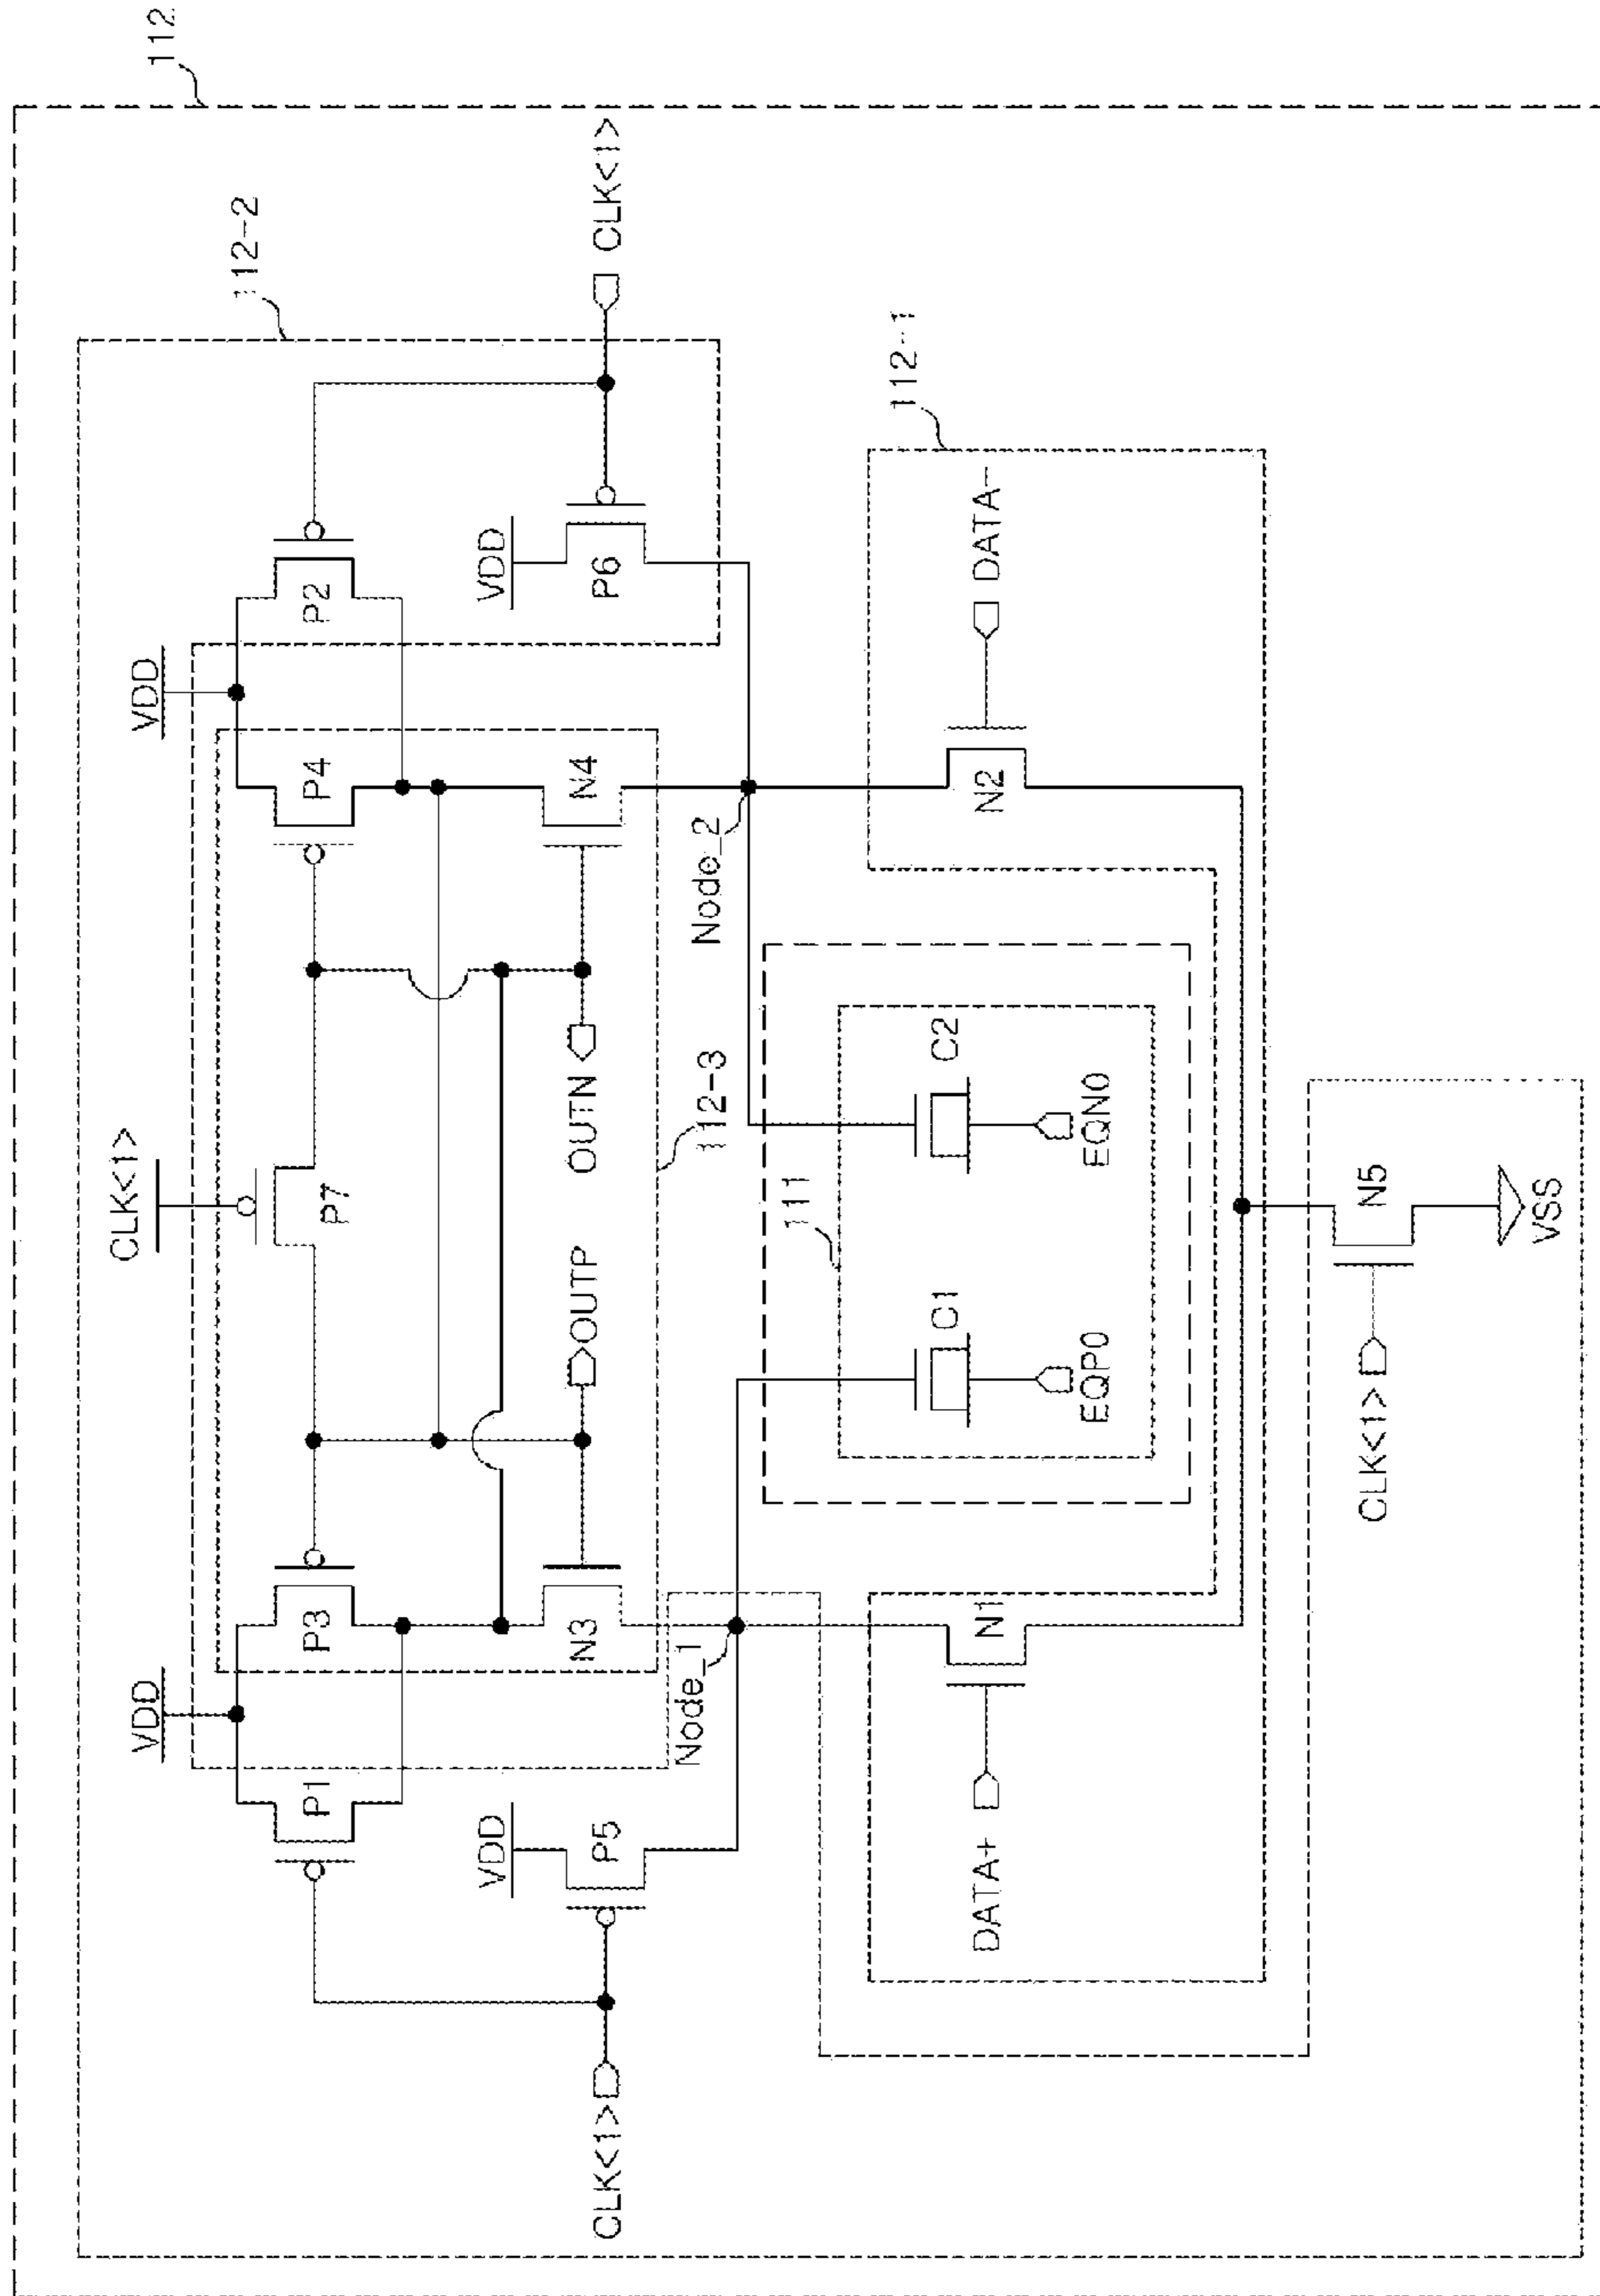 112
CLK<1>
112-2
VDD
VDD
P1
P3
P7
P4
P2
VDD
P5
N3
OUTP
OUTN
N4
VDD
P6
CLK<1>
CLK<1>
Node_1
112-3
Node_2
111
112-1
C1
C2
DATA+
N1
N2
DATA-
EQP0
EQN0
CLK<1>
N5
VSS